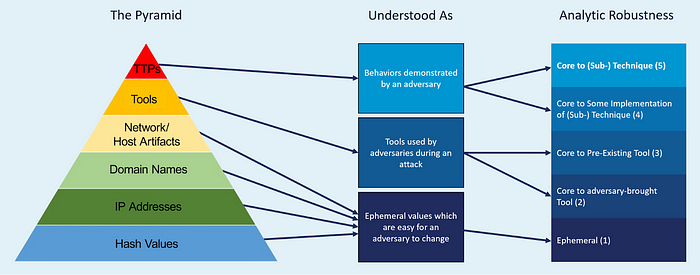 The Pyramid
Understood As
Analytic Robustness
TTPs
Tools
Network/
Host Artifacts
Domain Names
IP Addresses
Hash Values
Behaviors demonstrated
by an adversary
Tools used by
adversaries during an
attack
Ephemeral values which
are easy for an
adversary to change
Core to (Sub-) Technique (5)
Core to Some Implementation
of (Sub-) Technique (4)
Core to Pre-Existing Tool (3)
Core to adversary-brought
Tool (2)
Ephemeral (1)